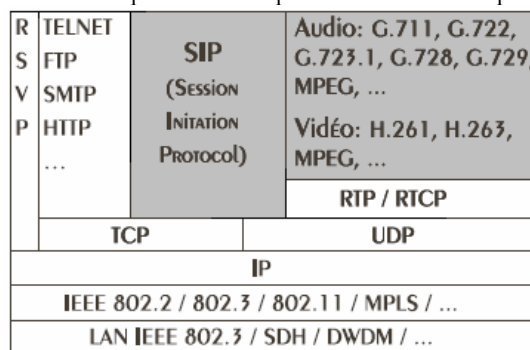 R
S
V
P
TELNET
FTP
SMTP
HTTP
...
SIP
(Session
Initation
Protocol)
Audio: G.711, G.722,
G.723.1, G.728, G.729,
MPEG, ...
Vidéo: H.261, H.263,
MPEG, ...
RTP / RTCP
TCP
UDP
IP
IEEE 802.2 / 802.3 / 802.11 / MPLS / ...
LAN IEEE 802.3 / SDH / DWDM / ...